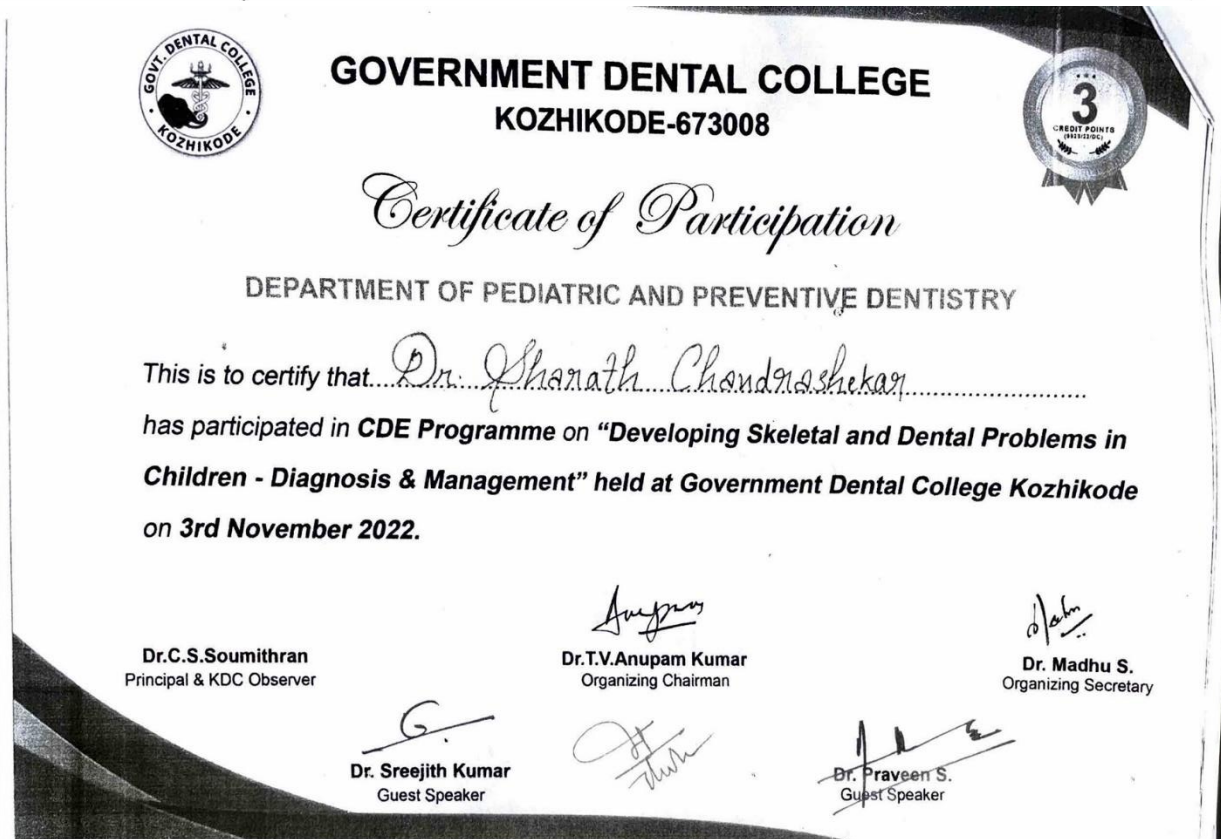 GOVT. DENTAL COLLEGE
KOZHIKODE
GOVERNMENT DENTAL COLLEGE
KOZHIKODE-673008
3
CREDIT POINTS
Certificate of Participation
DEPARTMENT OF PEDIATRIC AND PREVENTIVE DENTISTRY
This is to certify that Dr. Sharath Chandrashekar
has participated in CDE Programme on “Developing Skeletal and Dental Problems in
Children - Diagnosis & Management” held at Government Dental College Kozhikode
on 3rd November 2022.
Dr.C.S.Soumithran
Principal & KDC Observer
Dr.T.V.Anupam Kumar
Organizing Chairman
Dr. Madhu S.
Organizing Secretary
Dr. Sreejith Kumar
Guest Speaker
Dr. Praveen S.
Guest Speaker